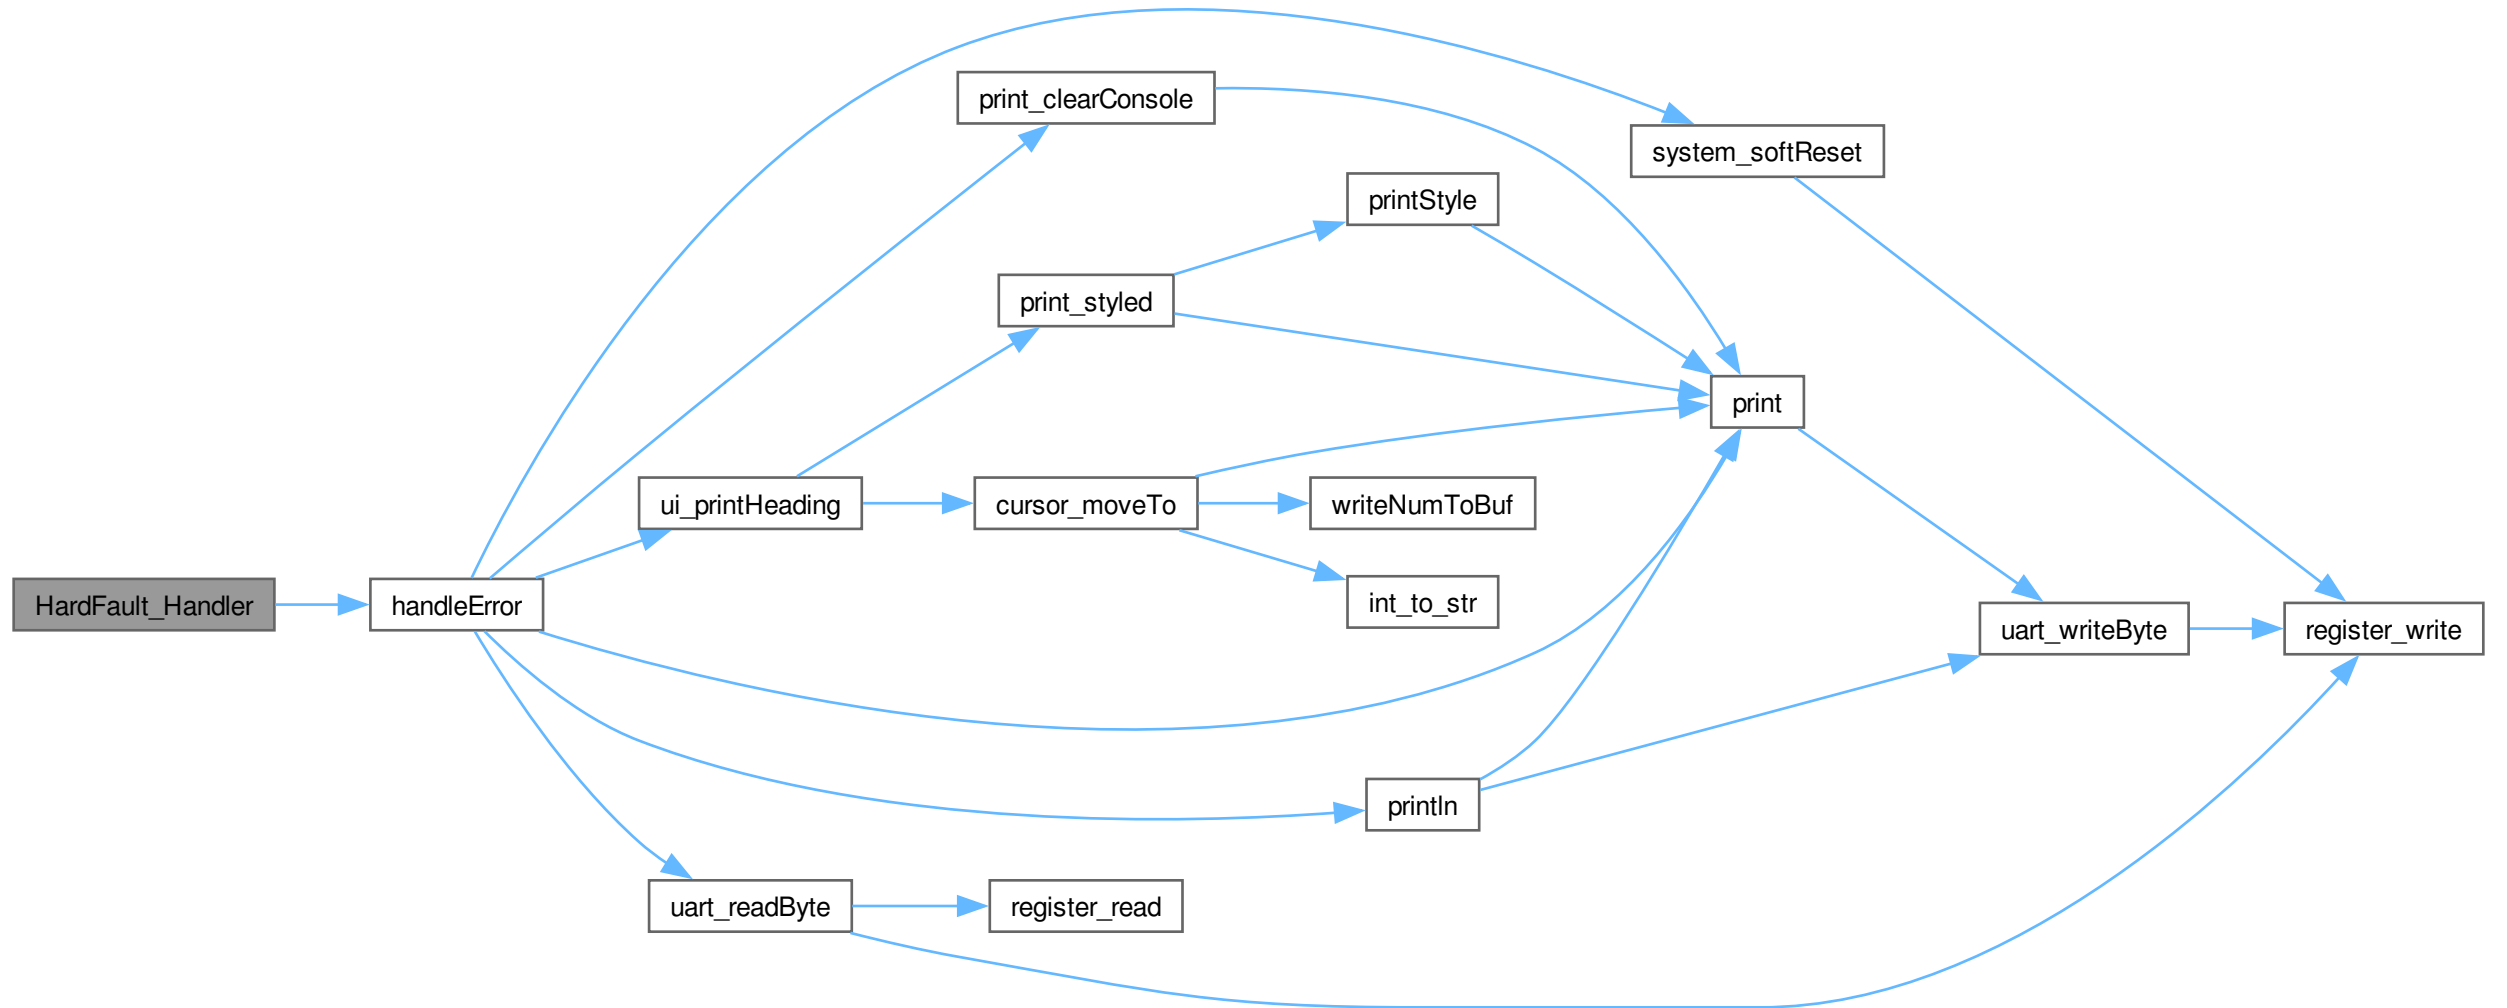 print_clearConsole
system_softReset
printStyle
print_styled
print
ui_printHeading
cursor_moveTo
writeNumToBuf
HardFault_Handler
handleError
int_to_str
uart_writeByte
register_write
println
uart_readByte
register_read